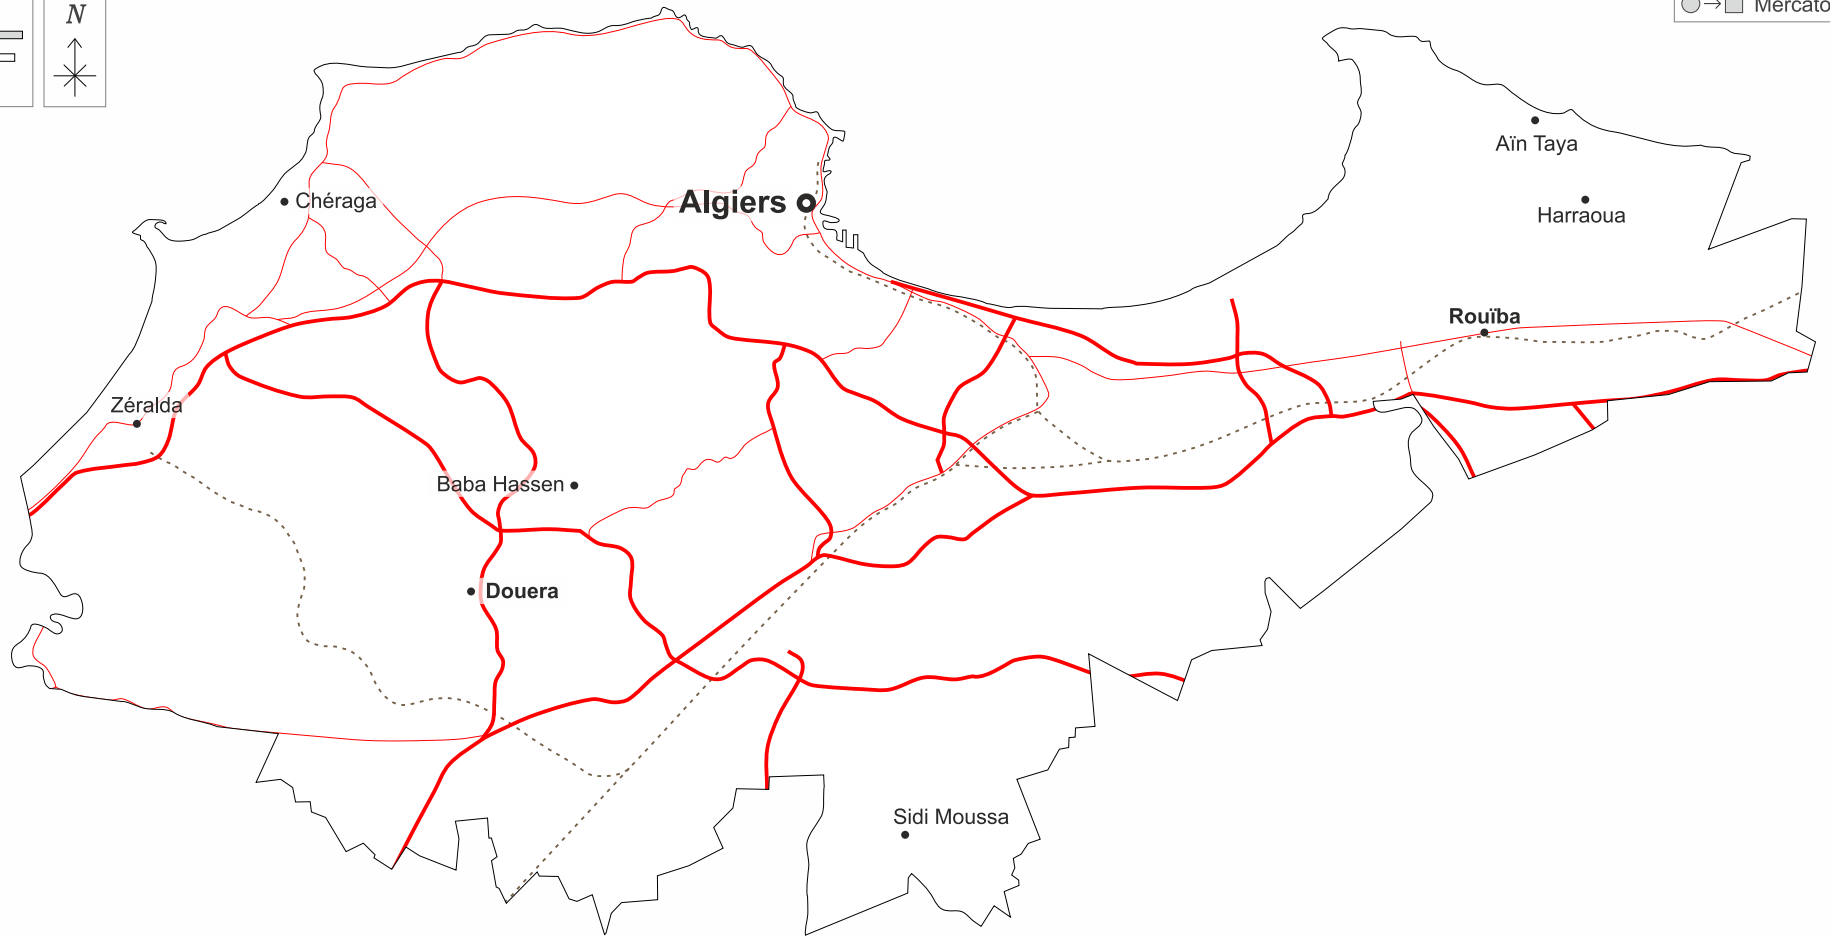 N
Mercato
Aïn Taya
Chéraga
Algiers
Harraoua
Rouïba
Zéralda
Baba Hassen
Douera
Sidi Moussa